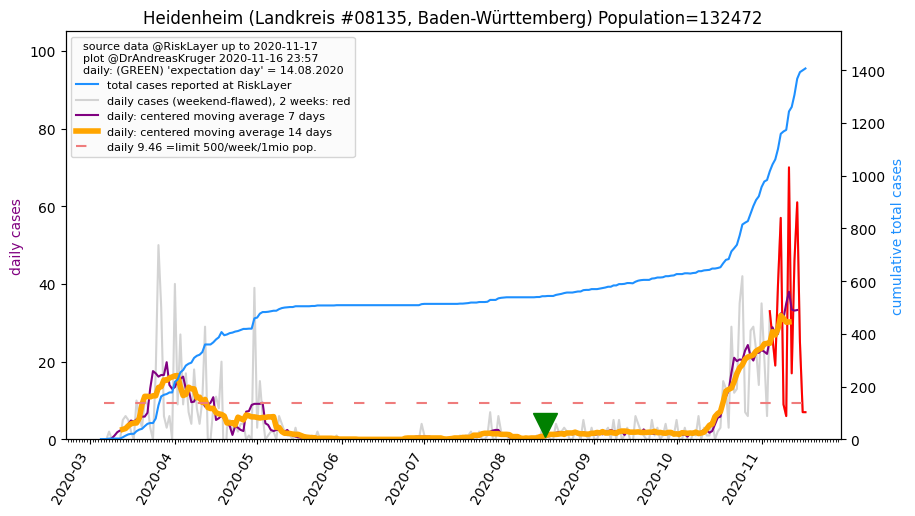 Heidenheim (Landkreis #08135, Baden-Württemberg) Population=132472
source data @RiskLayer up to 2020-11-17
plot @DrAndreasKruger 2020-11-16 23:57
daily: (GREEN) 'expectation day' = 14.08.2020
total cases reported at RiskLayer
daily cases (weekend-flawed), 2 weeks: red
daily: centered moving average 7 days
daily: centered moving average 14 days
daily 9.46 =limit 500/week/1mio pop.
daily cases
100
80
60
40
20
0
cumulative total cases
1400
1200
1000
800
600
400
200
0
2020-03
2020-04
2020-05
2020-06
2020-07
2020-08
2020-09
2020-10
2020-11